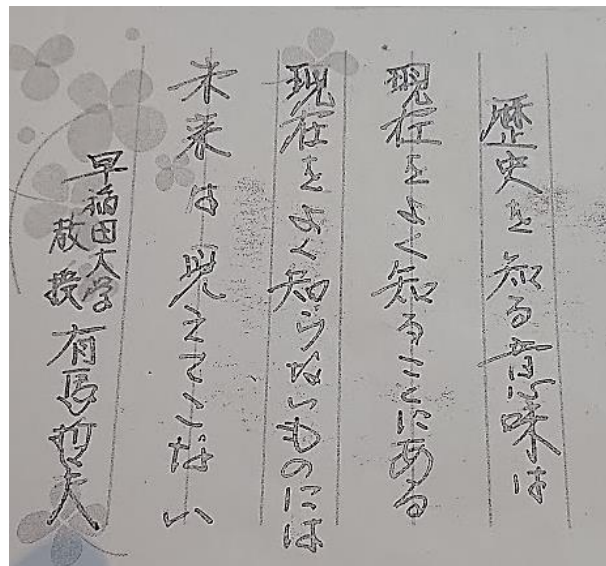 歴史を知る意味は
現在をよく知ることにある
現在をよく知らないものには
未来は見えてこない
早稲田大学
教授 有馬哲夫